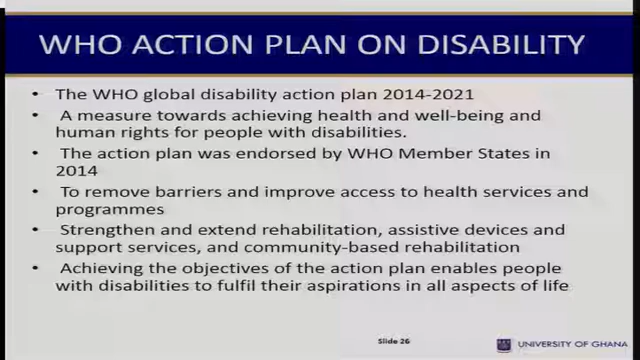 WHO ACTION PLAN ON DISABILITY
• The WHO global disability action plan 2014-2021
• A measure towards achieving health and well-being and
human rights for people with disabilities.
• The action plan was endorsed by WHO Member States in
2014
• To remove barriers and improve access to health services and
programmes
• Strengthen and extend rehabilitation, assistive devices and
support services, and community-based rehabilitation
• Achieving the objectives of the action plan enables people
with disabilities to fulfil their aspirations in all aspects of life
Slide 26
UNIVERSITY OF GHANA